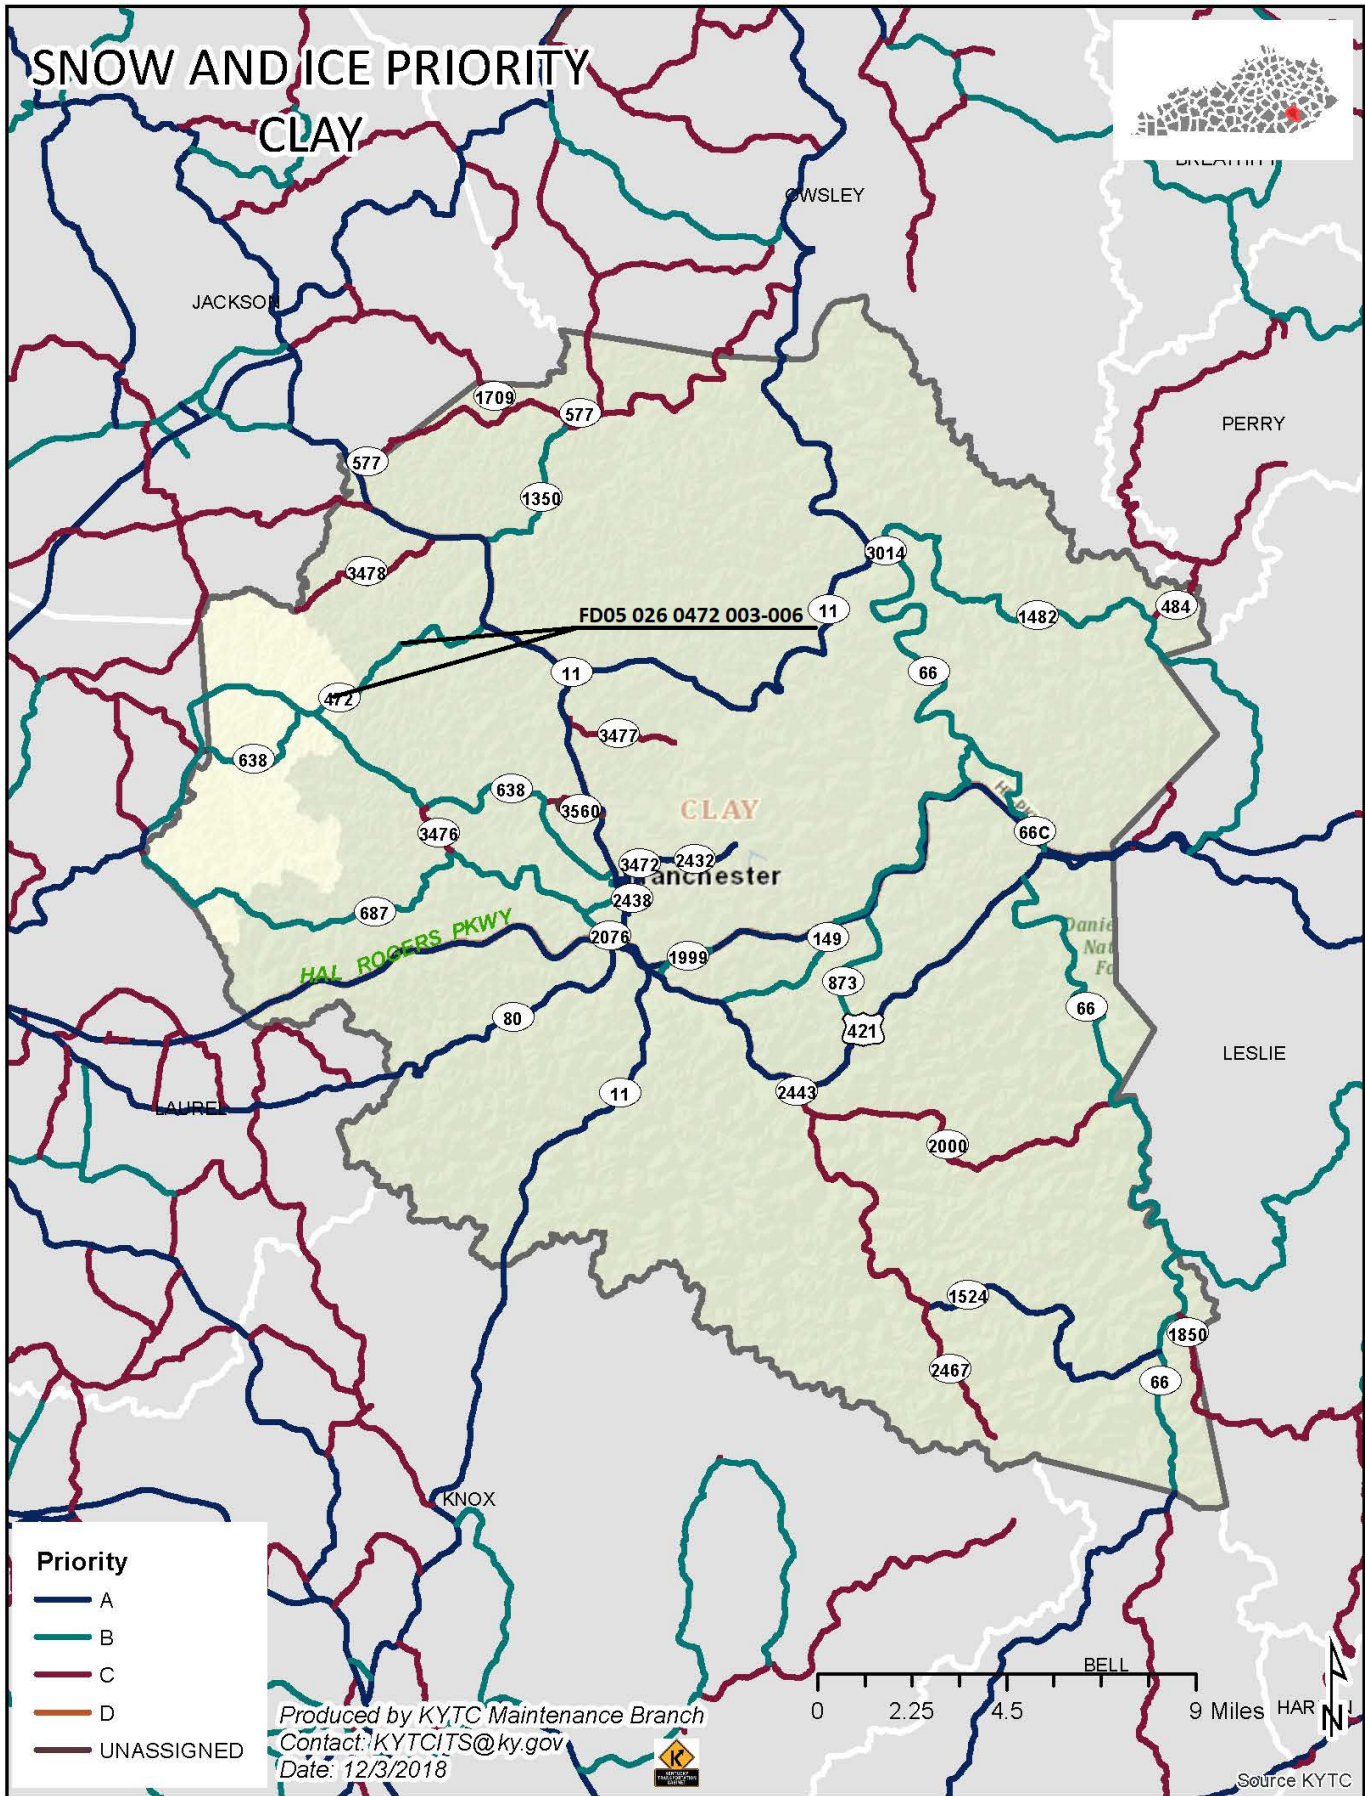 SNOW AND ICE PRIORITY
CLAY
OWSLEY
JACKSON
PERRY
1709
577
577
1350
3014
3478
484
FD05 026 0472 003-006
11
1482
11
66
472
3477
638
638
3560
CLAY
3476
66C
3472
2432
2438
687
HAL ROGERS PKWY
2076
149
1999
873
80
66
421
LESLIE
11
2443
LAUREL
2000
1524
1850
2467
66
KNOX
Priority
A
B
C
D
UNASSIGNED
BELL
0 2.25 4.5 9 Miles
N
Produced by KYTC Maintenance Branch
Contact: KYTCITS@ky.gov
Date: 12/3/2018
Source KYTC